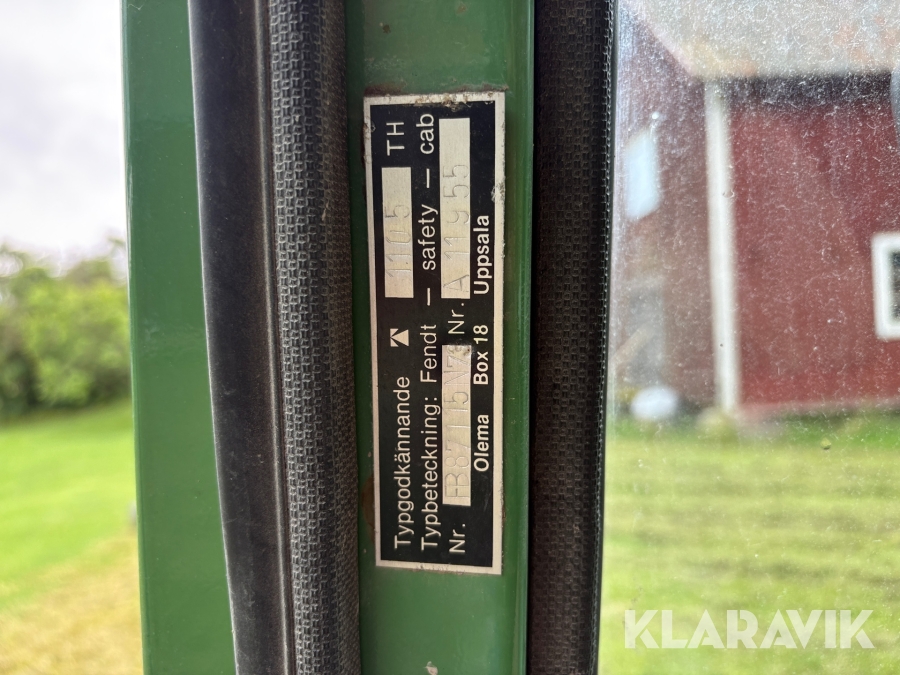 Typgodkännande 1105 TH
Typbeteckning: Fendt – safety – cab
Nr. Nr. A 11955
Olema Box 18 Uppsala
KLARAVIK